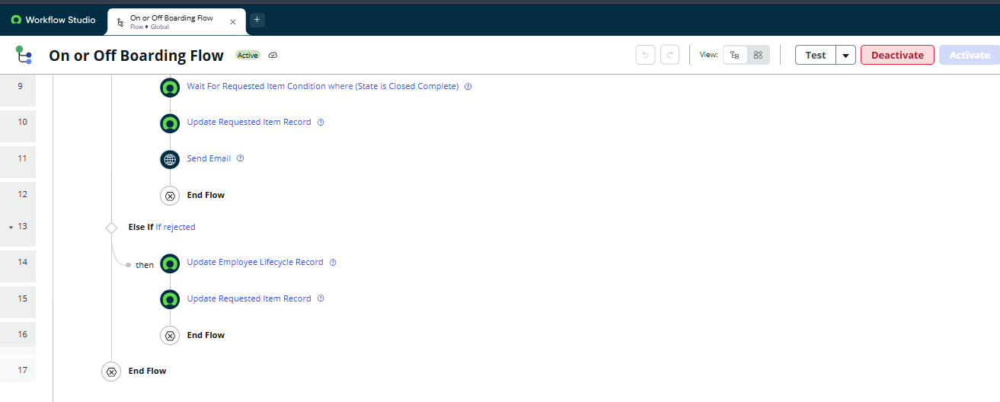 Workflow Studio
On or Off Boarding Flow
Flow • Global
+
On or Off Boarding Flow
Active
View:
Test
Deactivate
Activate
9 Wait For Requested Item Condition where (State is Closed Complete)
10 Update Requested Item Record
11 Send Email
12 End Flow
13 Else If If rejected
14 then Update Employee Lifecycle Record
15 Update Requested Item Record
16 End Flow
17 End Flow